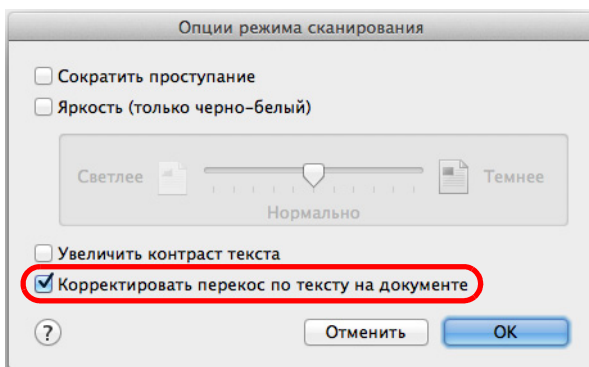 Опции режима сканирования
Сократить проступание
Яркость (только черно-белый)
Светлее Темнее
Нормально
Увеличить контраст текста
Корректировать перекос по тексту на документе
? Отменить OK